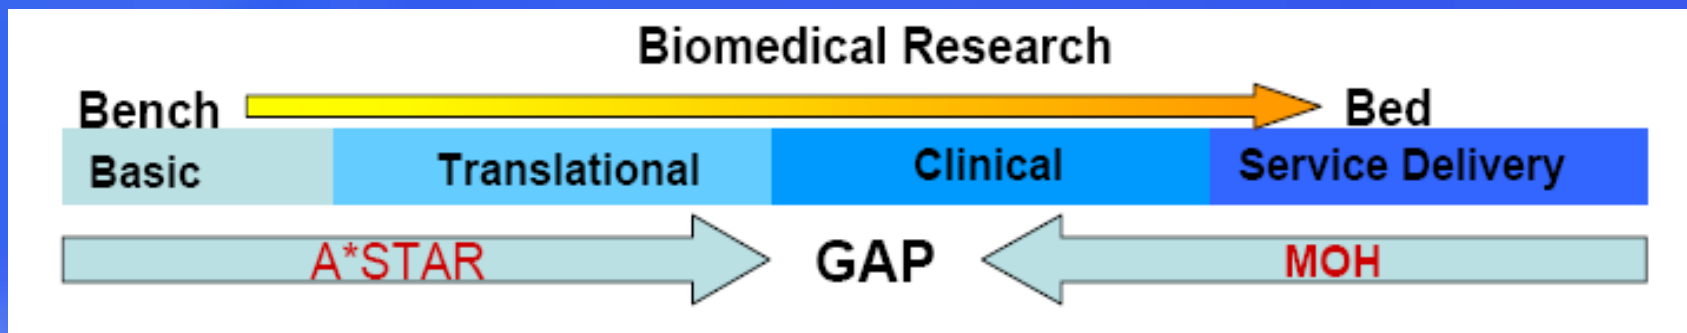 Biomedical Research
Bench Bed
Basic Translational Clinical Service Delivery
A*STAR GAP MOH